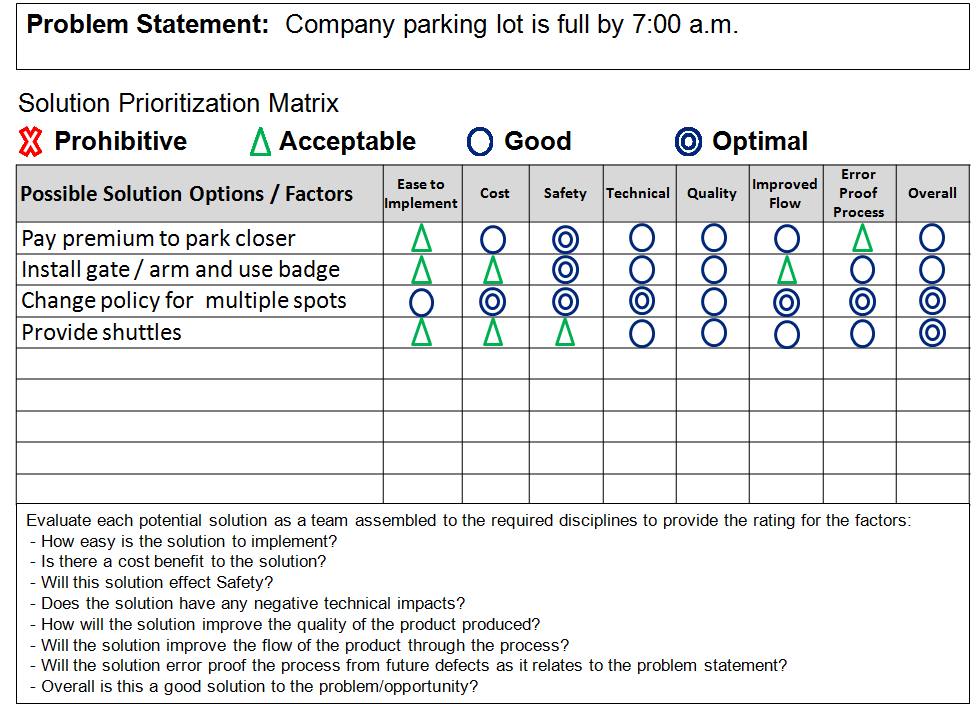 Problem Statement: Company parking lot is full by 7:00 a.m.
Solution Prioritization Matrix
Prohibitive Acceptable Good Optimal
Possible Solution Options / Factors Ease to Implement Cost Safety Technical Quality Improved Flow Error Proof Process Overall
Pay premium to park closer
Install gate / arm and use badge
Change policy for multiple spots
Provide shuttles
Evaluate each potential solution as a team assembled to the required disciplines to provide the rating for the factors:
- How easy is the solution to implement?
- Is there a cost benefit to the solution?
- Will this solution effect Safety?
- Does the solution have any negative technical impacts?
- How will the solution improve the quality of the product produced?
- Will the solution improve the flow of the product through the process?
- Will the solution error proof the process from future defects as it relates to the problem statement?
- Overall is this a good solution to the problem/opportunity?